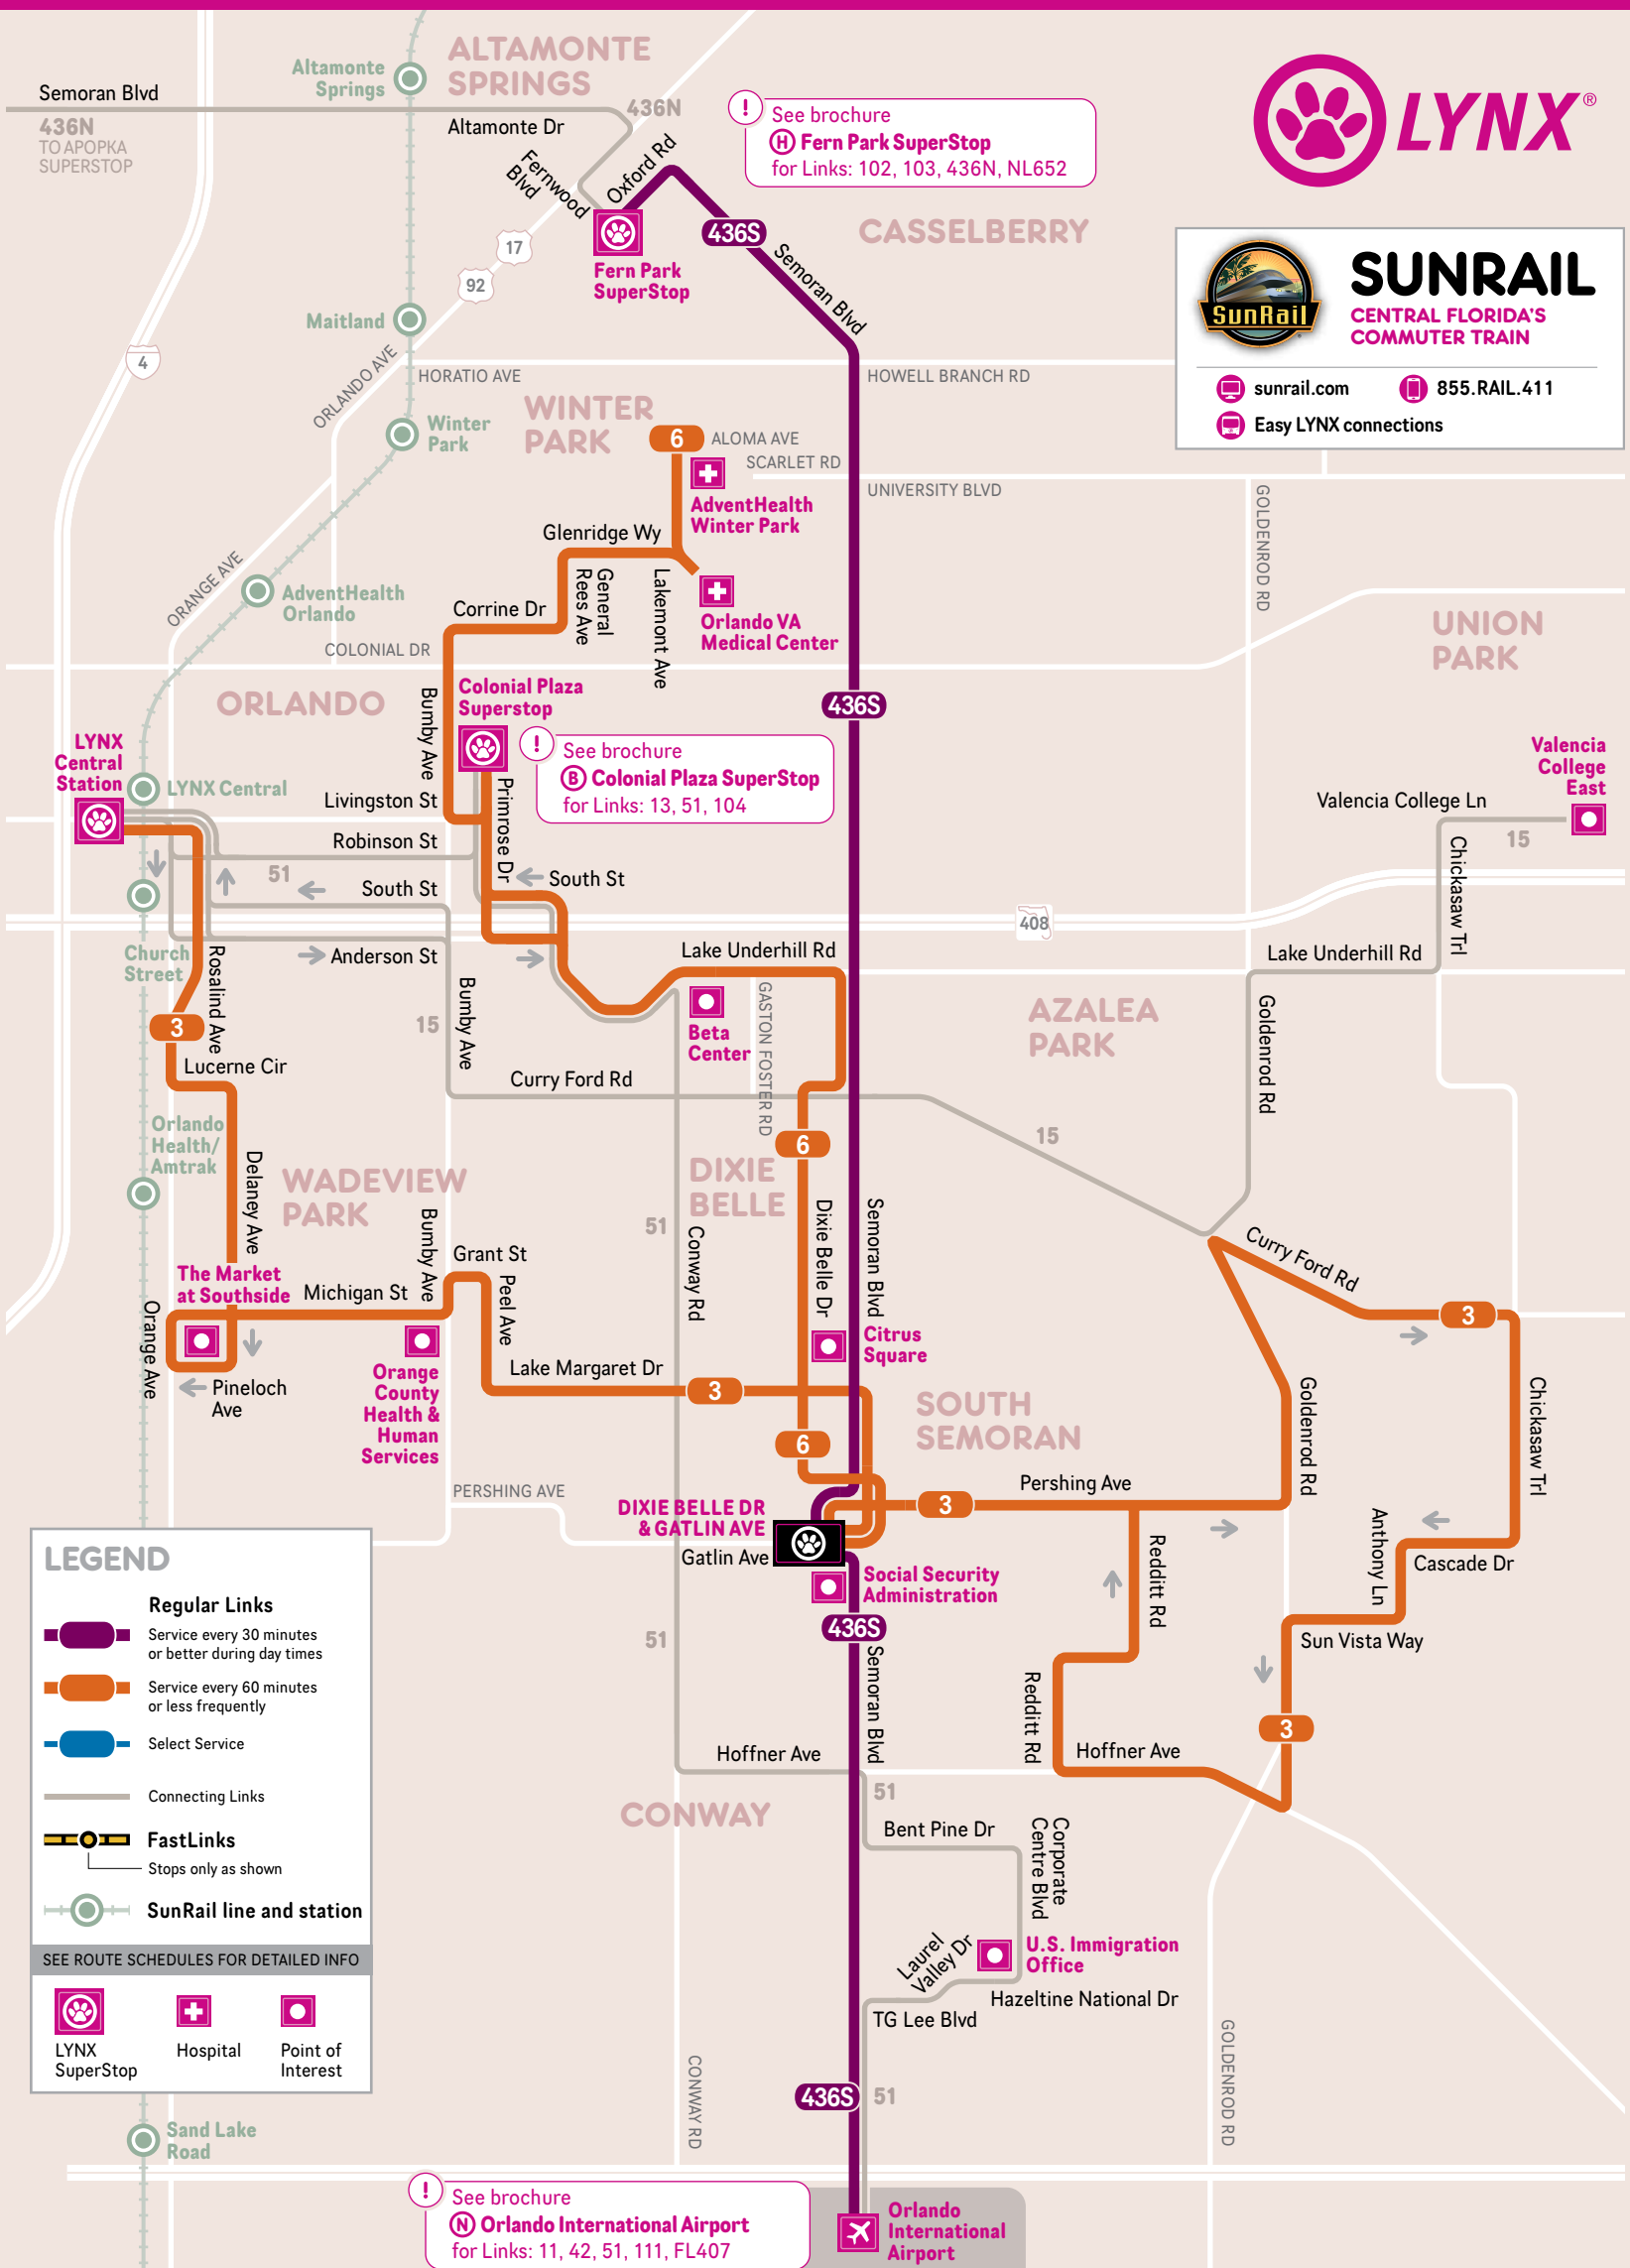 ALTAMONTE
SPRINGS
Altamonte
Springs
Semoran Blvd
436N
TO APOPKA
SUPERSTOP
436N
Altamonte Dr
Fernwood
Blvd
Oxford Rd
!
See brochure
H Fern Park SuperStop
for Links: 102, 103, 436N, NL652
LYNX®
CASSELBERRY
436S
Semoran Blvd
17
92
Fern Park
SuperStop
SunRail
SUNRAIL
CENTRAL FLORIDA'S
COMMUTER TRAIN
sunrail.com
855.RAIL.411
Easy LYNX connections
Maitland
4
ORLANDO AVE
HORATIO AVE
HOWELL BRANCH RD
WINTER
PARK
Winter
Park
6
ALOMA AVE
SCARLET RD
UNIVERSITY BLVD
GOLDENROD RD
AdventHealth
Winter Park
Glenridge Wy
General
Rees Ave
Lakemont Ave
ORANGE AVE
AdventHealth
Orlando
Corrine Dr
Orlando VA
Medical Center
UNION
PARK
COLONIAL DR
ORLANDO
Bumby Ave
Colonial Plaza
Superstop
436S
!
See brochure
B Colonial Plaza SuperStop
for Links: 13, 51, 104
LYNX
Central
Station
LYNX Central
Livingston St
Primrose Dr
Valencia
College
East
Valencia College Ln
15
Chickasaw Trl
Robinson St
51
South St
South St
408
Church
Street
Anderson St
Rosalind Ave
Lake Underhill Rd
Lake Underhill Rd
3
15
Bumby Ave
Beta
Center
GASTON FOSTER RD
AZALEA
PARK
Goldenrod Rd
Lucerne Cir
Curry Ford Rd
Orlando
Health/
Amtrak
6
15
Delaney Ave
WADEVIEW
PARK
DIXIE
BELLE
Bumby Ave
51
Conway Rd
Dixie Belle Dr
Semoran Blvd
Grant St
Peel Ave
Curry Ford Rd
The Market
at Southside
Michigan St
3
Orange Ave
Citrus
Square
Orange
County
Health &
Human
Services
Lake Margaret Dr
3
Pineloch
Ave
SOUTH
SEMORAN
Goldenrod Rd
Chickasaw Trl
6
PERSHING AVE
Pershing Ave
3
DIXIE BELLE DR
& GATLIN AVE
Gatlin Ave
Redditt Rd
Anthony Ln
Cascade Dr
Social Security
Administration
436S
51
Semoran Blvd
Sun Vista Way
Redditt Rd
3
Hoffner Ave
Hoffner Ave
51
CONWAY
Bent Pine Dr
Corporate
Centre Blvd
Laurel
Valley Dr
U.S. Immigration
Office
Hazeltine National Dr
TG Lee Blvd
GOLDENROD RD
CONWAY RD
436S
51
LEGEND
Regular Links
Service every 30 minutes
or better during day times
Service every 60 minutes
or less frequently
Select Service
Connecting Links
FastLinks
Stops only as shown
SunRail line and station
SEE ROUTE SCHEDULES FOR DETAILED INFO
LYNX
SuperStop
Hospital
Point of
Interest
Sand Lake
Road
!
See brochure
N Orlando International Airport
for Links: 11, 42, 51, 111, FL407
Orlando
International
Airport